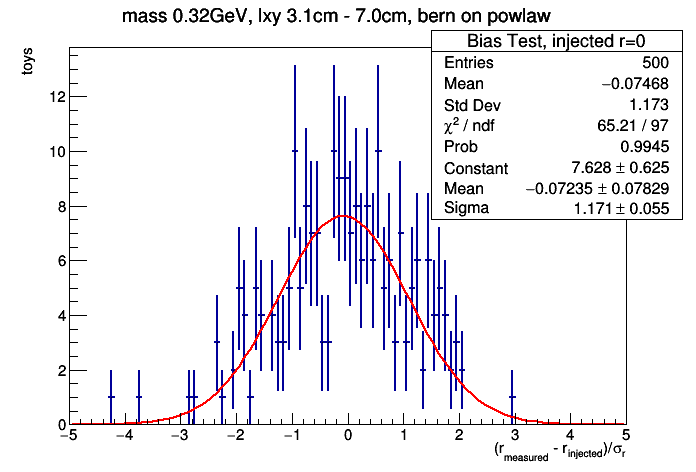 mass 0.32GeV, lxy 3.1cm - 7.0cm, bern on powlaw
Bias Test, injected r=0
Entries 500
Mean −0.07468
Std Dev 1.173
χ² / ndf 65.21 / 97
Prob 0.9945
Constant 7.628 ± 0.625
Mean −0.07235 ± 0.07829
Sigma 1.171 ± 0.055
toys
12
10
8
6
4
2
0
−5 −4 −3 −2 −1 0 1 2 3 4 5
(r_measured - r_injected)/σ_r